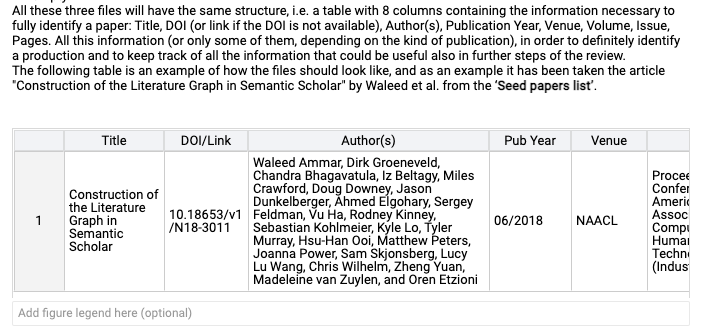 All these three files will have the same structure, i.e. a table with 8 columns containing the information necessary to
fully identify a paper: Title, DOI (or link if the DOI is not available), Author(s), Publication Year, Venue, Volume, Issue,
Pages. All this information (or only some of them, depending on the kind of publication), in order to definitely identify
a production and to keep track of all the information that could be useful also in further steps of the review.
The following table is an example of how the files should look like, and as an example it has been taken the article
"Construction of the Literature Graph in Semantic Scholar" by Waleed et al. from the 'Seed papers list'.
Title DOI/Link Author(s) Pub Year Venue
1
Construction of
the Literature
Graph in
Semantic
Scholar
10.18653/v1
/N18-3011
Waleed Ammar, Dirk Groeneveld,
Chandra Bhagavatula, Iz Beltagy, Miles
Crawford, Doug Downey, Jason
Dunkelberger, Ahmed Elgohary, Sergey
Feldman, Vu Ha, Rodney Kinney,
Sebastian Kohlmeier, Kyle Lo, Tyler
Murray, Hsu-Han Ooi, Matthew Peters,
Joanna Power, Sam Skjonsberg, Lucy
Lu Wang, Chris Wilhelm, Zheng Yuan,
Madeleine van Zuylen, and Oren Etzioni
06/2018
NAACL
Procee
Confer
Americ
Assoc
Compu
Human
Techn
(Indus
Add figure legend here (optional)